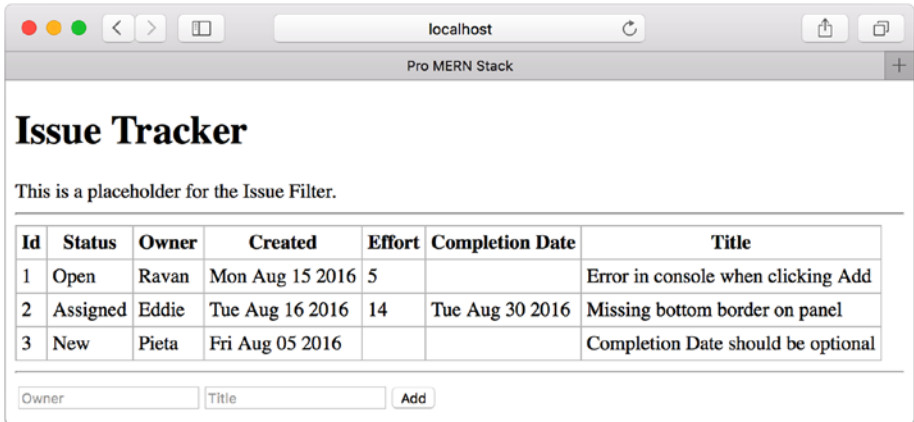 localhost
Pro MERN Stack
Issue Tracker
This is a placeholder for the Issue Filter.
Id Status Owner Created Effort Completion Date Title
1 Open Ravan Mon Aug 15 2016 5 Error in console when clicking Add
2 Assigned Eddie Tue Aug 16 2016 14 Tue Aug 30 2016 Missing bottom border on panel
3 New Pieta Fri Aug 05 2016 Completion Date should be optional
Owner Title Add